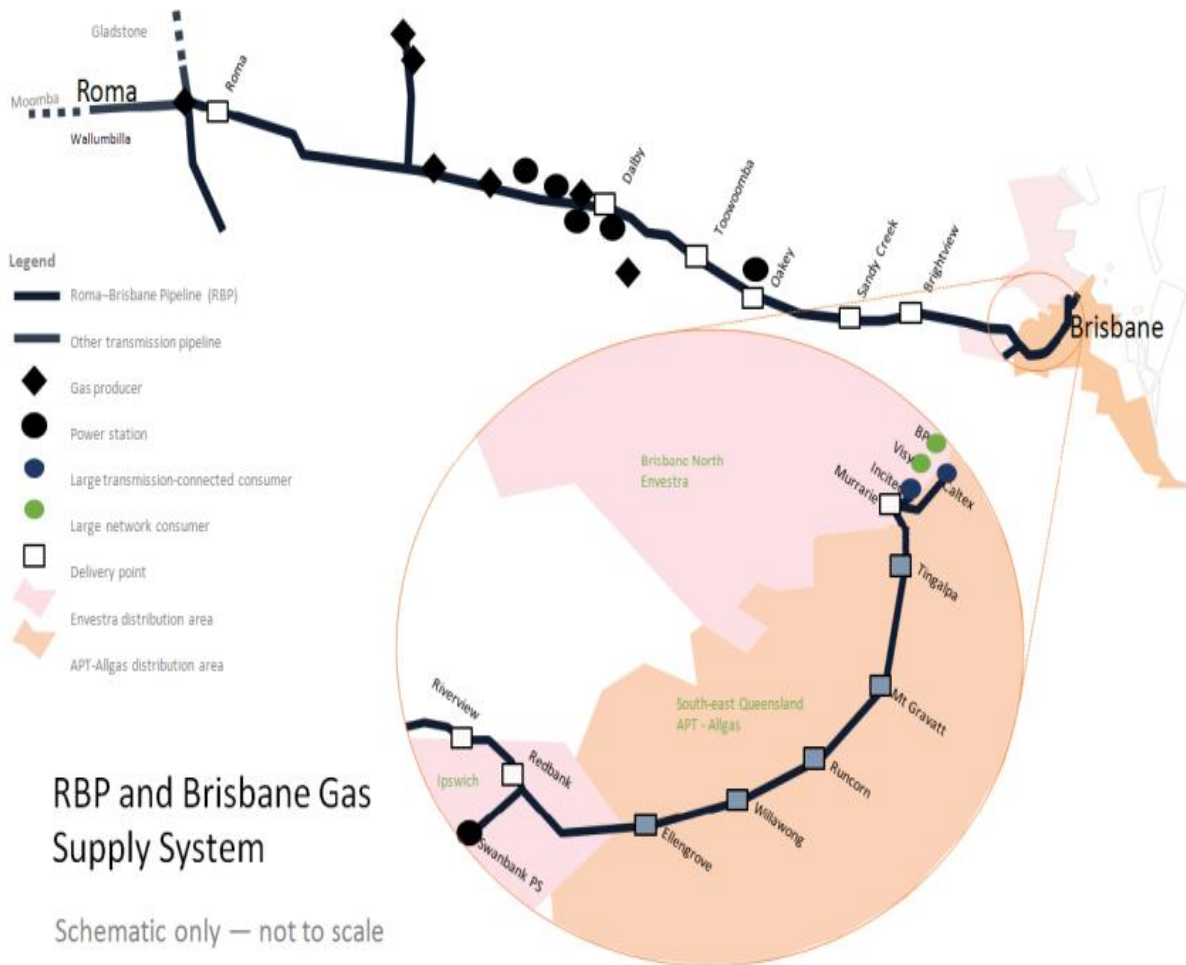 Gladstone
Moomba
Roma
Wallumbilla
Roma
Dalby
Toowoomba
Oakey
Sandy Creek
Brightview
Brisbane
Legend
Roma–Brisbane Pipeline (RBP)
Other transmission pipeline
Gas producer
Power station
Large transmission-connected consumer
Large network consumer
Delivery point
Envestra distribution area
APT-Allgas distribution area
Brisbane North
Envestra
BP
Visy
Incitec
Caltex
Murrarie
Tingalpa
Mt Gravatt
South-east Queensland
APT - Allgas
Runcorn
Willawong
Ellengrove
Riverview
Redbank
Ipswich
Swanbank PS
RBP and Brisbane Gas
Supply System
Schematic only — not to scale